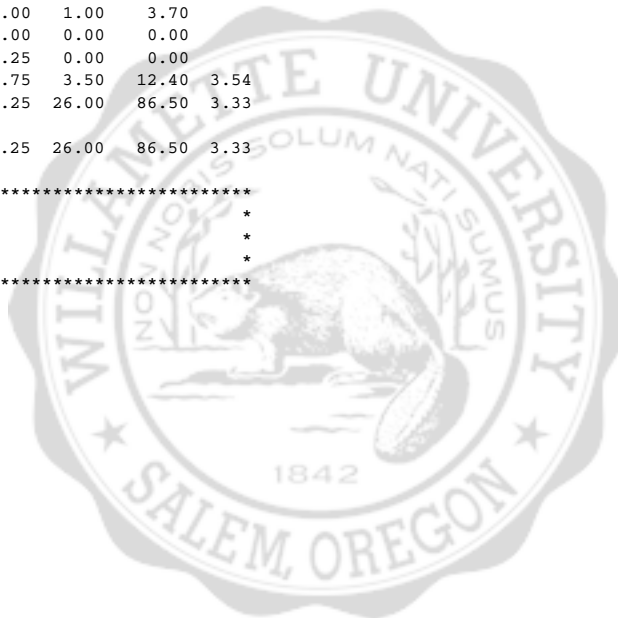 .00 1.00 3.70
.00 0.00 0.00
.25 0.00 0.00
.75 3.50 12.40 3.54
.25 26.00 86.50 3.33
.25 26.00 86.50 3.33
************************
*
*
*
************************
WILLAMETTE UNIVERSITY
NON NOBIS SOLUM NATI SUMUS
1842
SALEM, OREGON